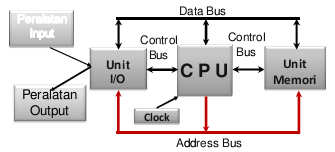 Data Bus
Peralatan
Input
Control
Bus
Control
Bus
Unit
I/O
CPU
Unit
Memori
Peralatan
Output
Clock
Address Bus